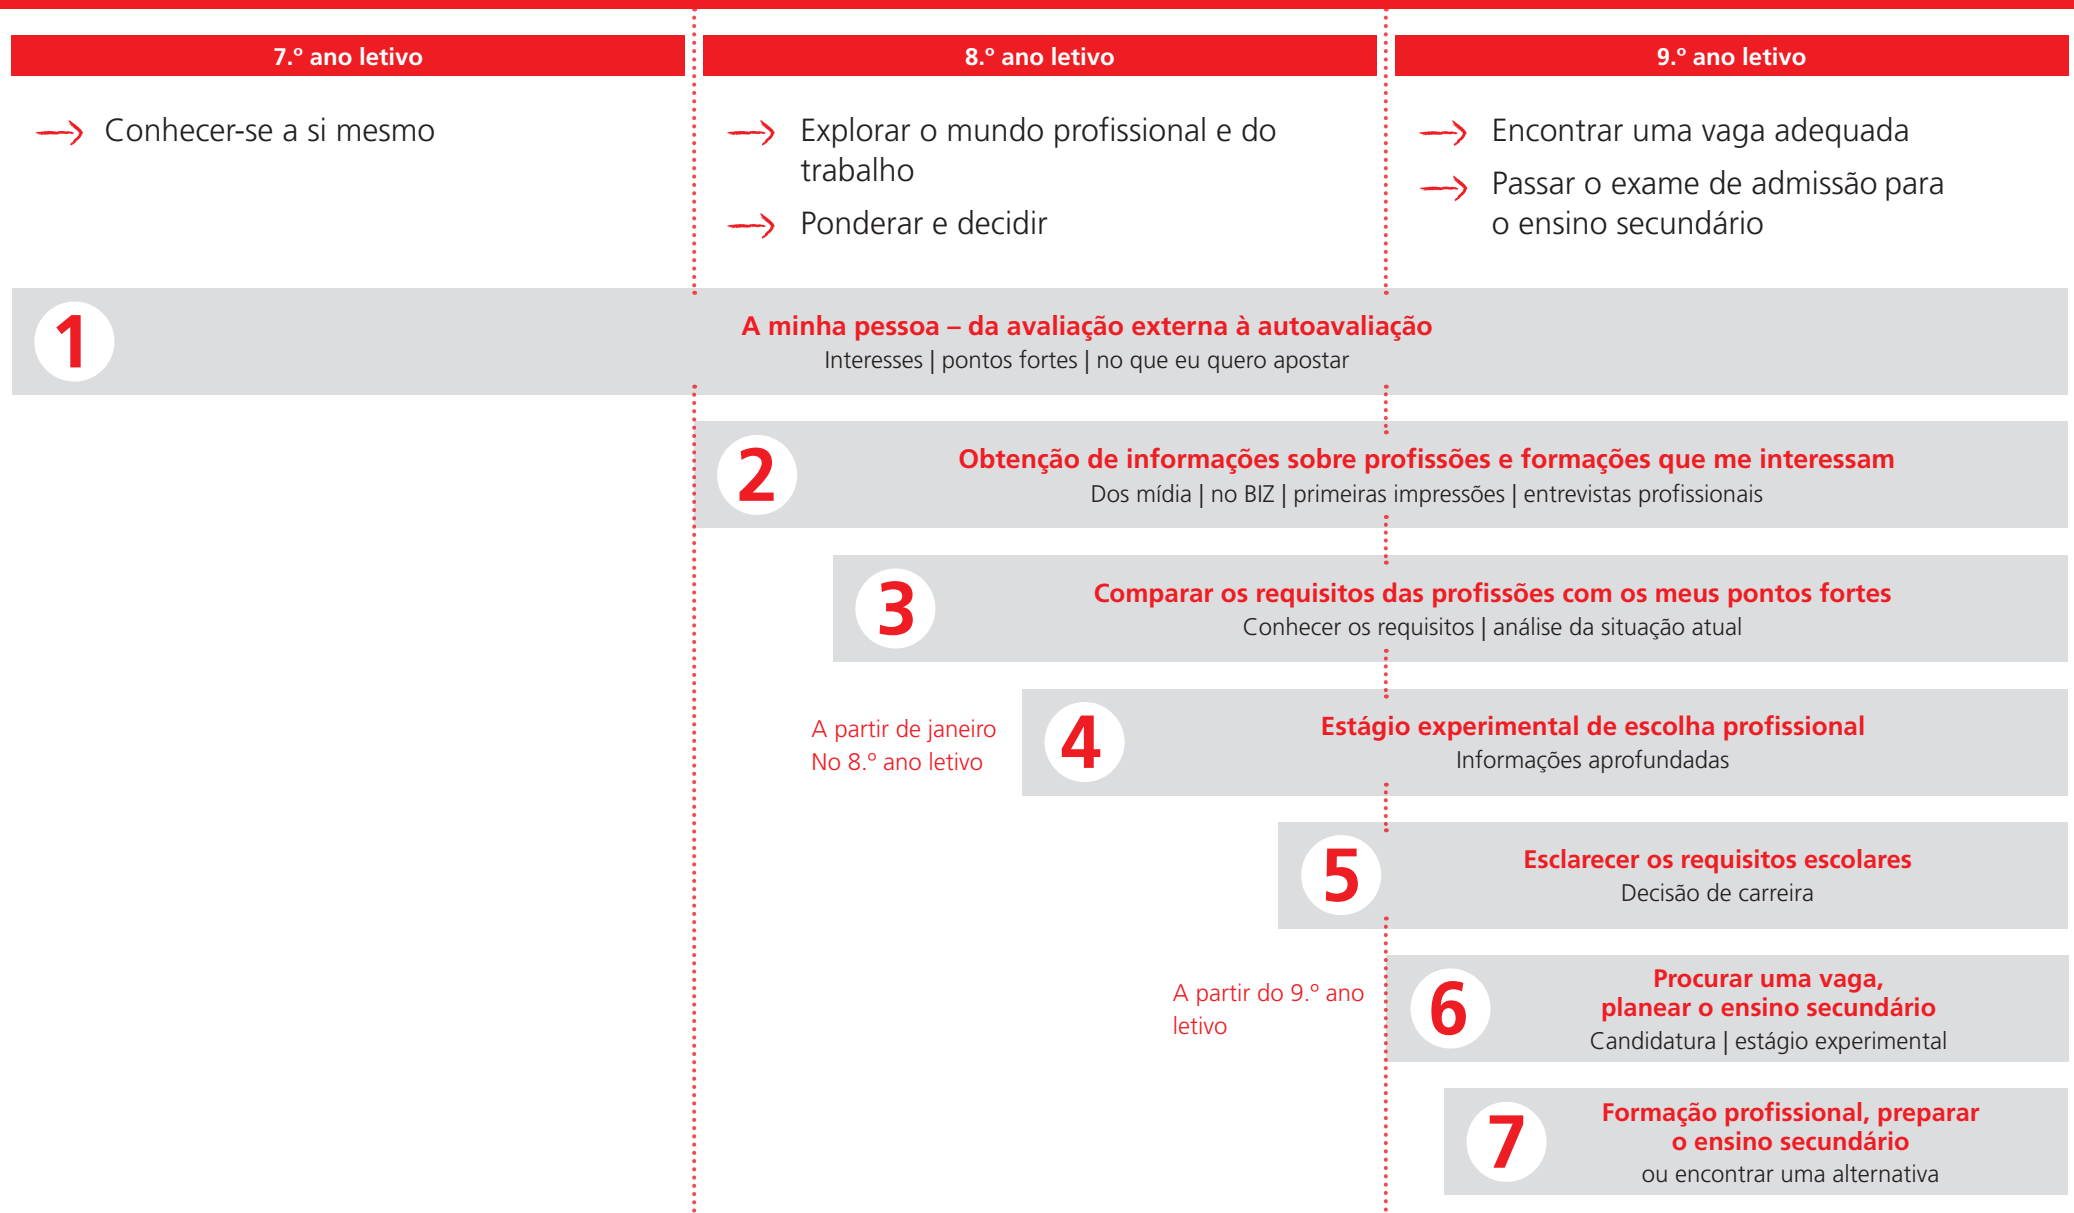 7.º ano letivo
8.º ano letivo
9.º ano letivo
Conhecer-se a si mesmo
Explorar o mundo profissional e do
trabalho
Ponderar e decidir
Encontrar uma vaga adequada
Passar o exame de admissão para
o ensino secundário
1
A minha pessoa – da avaliação externa à autoavaliação
Interesses | pontos fortes | no que eu quero apostar
2
Obtenção de informações sobre profissões e formações que me interessam
Dos mídia | no BIZ | primeiras impressões | entrevistas profissionais
3
Comparar os requisitos das profissões com os meus pontos fortes
Conhecer os requisitos | análise da situação atual
A partir de janeiro
No 8.º ano letivo
4
Estágio experimental de escolha profissional
Informações aprofundadas
5
Esclarecer os requisitos escolares
Decisão de carreira
A partir do 9.º ano
letivo
6
Procurar uma vaga,
planear o ensino secundário
Candidatura | estágio experimental
7
Formação profissional, preparar
o ensino secundário
ou encontrar uma alternativa